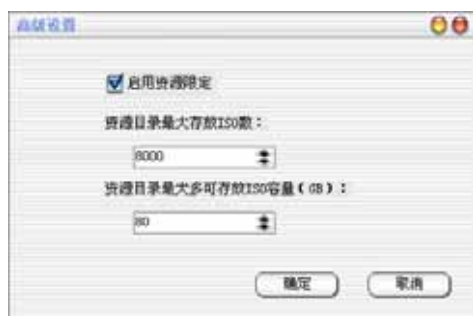 高级设置
启用资源限定
资源目录最大存放ISO数：
8000
资源目录最大多可存放ISO容量（GB）：
80
确定 取消